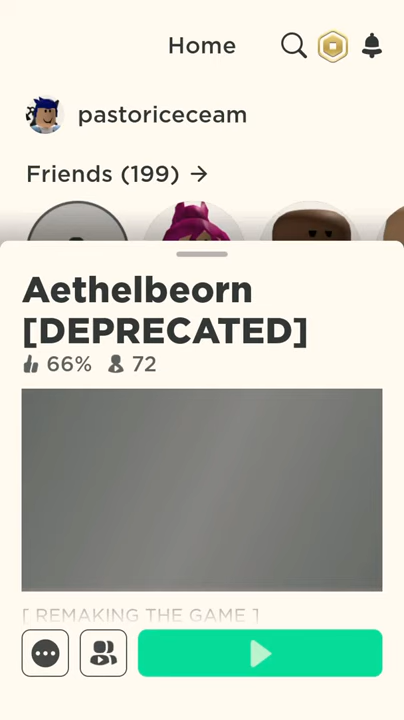 Home
pastoriceceam
Friends (199) →
Aethelbeorn
[DEPRECATED]
66% 72
[ REMAKING THE GAME ]